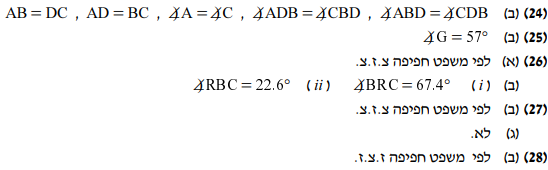 (24) (ב) AB = DC , AD = BC , ∡A = ∡C , ∡ADB = ∡CBD , ∡ABD = ∡CDB
(25) (ב) ∡G = 57°
(26) (א) לפי משפט חפיפה צ.ז.צ.
(ב) (i) ∡BRC = 67.4° (ii) ∡RBC = 22.6°
(27) (ב) לפי משפט חפיפה צ.ז.צ.
(ג) לא.
(28) (ב) לפי משפט חפיפה ז.צ.ז.